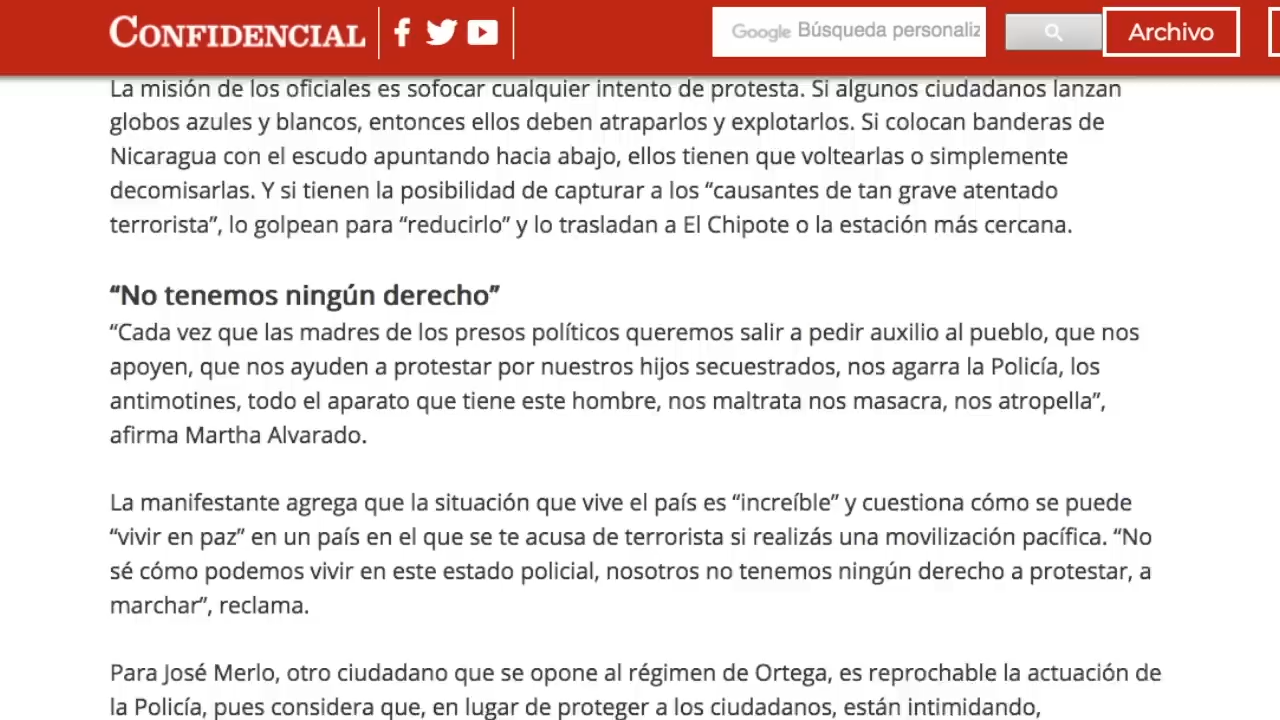 CONFIDENCIAL
Google Búsqueda personaliz
Archivo
La misión de los oficiales es sofocar cualquier intento de protesta. Si algunos ciudadanos lanzan
globos azules y blancos, entonces ellos deben atraparlos y explotarlos. Si colocan banderas de
Nicaragua con el escudo apuntando hacia abajo, ellos tienen que voltearlas o simplemente
decomisarlas. Y si tienen la posibilidad de capturar a los “causantes de tan grave atentado
terrorista”, lo golpean para “reducirlo” y lo trasladan a El Chipote o la estación más cercana.
“No tenemos ningún derecho”
“Cada vez que las madres de los presos políticos queremos salir a pedir auxilio al pueblo, que nos
apoyen, que nos ayuden a protestar por nuestros hijos secuestrados, nos agarra la Policía, los
antimotines, todo el aparato que tiene este hombre, nos maltrata nos masacra, nos atropella”,
afirma Martha Alvarado.
La manifestante agrega que la situación que vive el país es “increíble” y cuestiona cómo se puede
“vivir en paz” en un país en el que se te acusa de terrorista si realizás una movilización pacífica. “No
sé cómo podemos vivir en este estado policial, nosotros no tenemos ningún derecho a protestar, a
marchar”, reclama.
Para José Merlo, otro ciudadano que se opone al régimen de Ortega, es reprochable la actuación de
la Policía, pues considera que, en lugar de proteger a los ciudadanos, están intimidando,